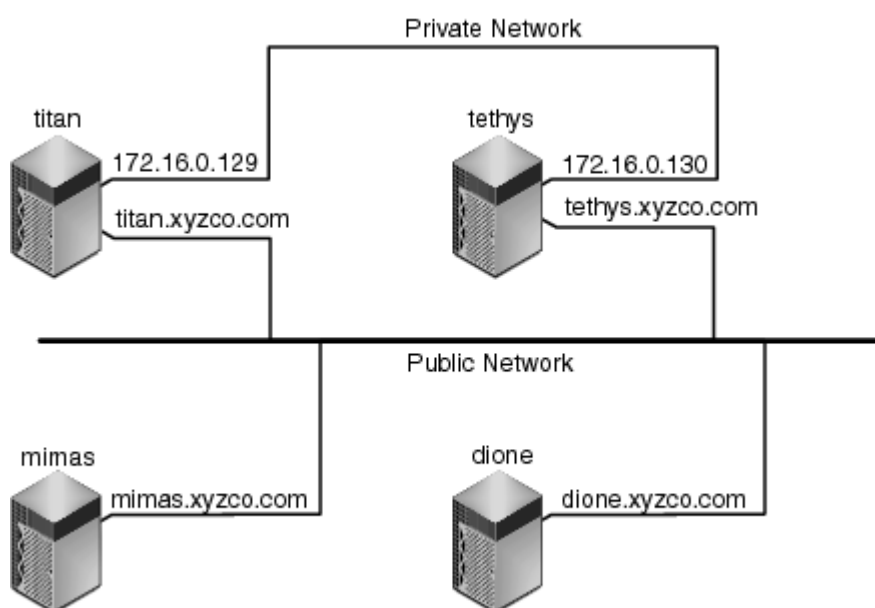 Private Network
titan
tethys
172.16.0.129
172.16.0.130
titan.xyzco.com
tethys.xyzco.com
Public Network
mimas
dione
mimas.xyzco.com
dione.xyzco.com